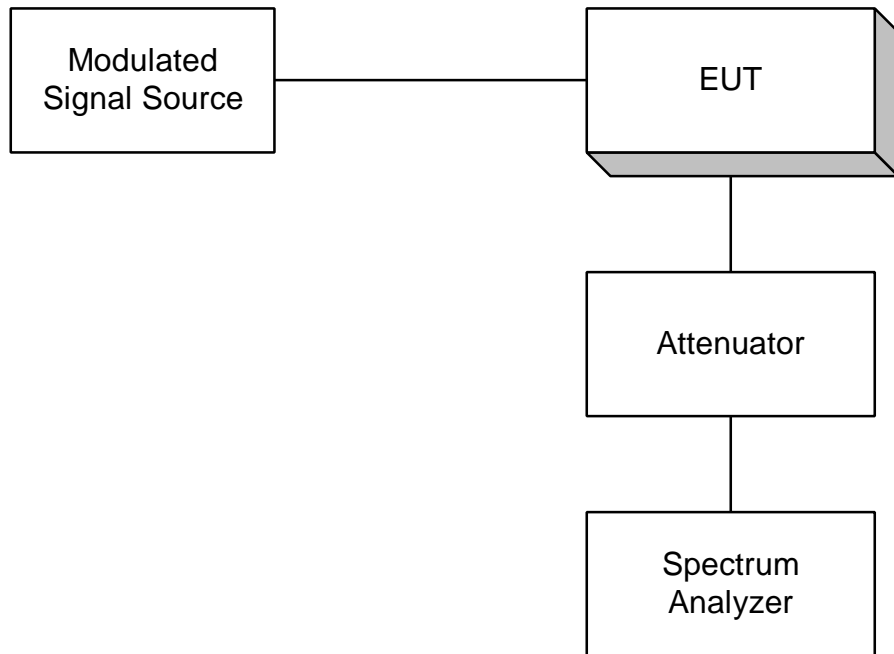 Modulated
Signal Source
EUT
Attenuator
Spectrum
Analyzer